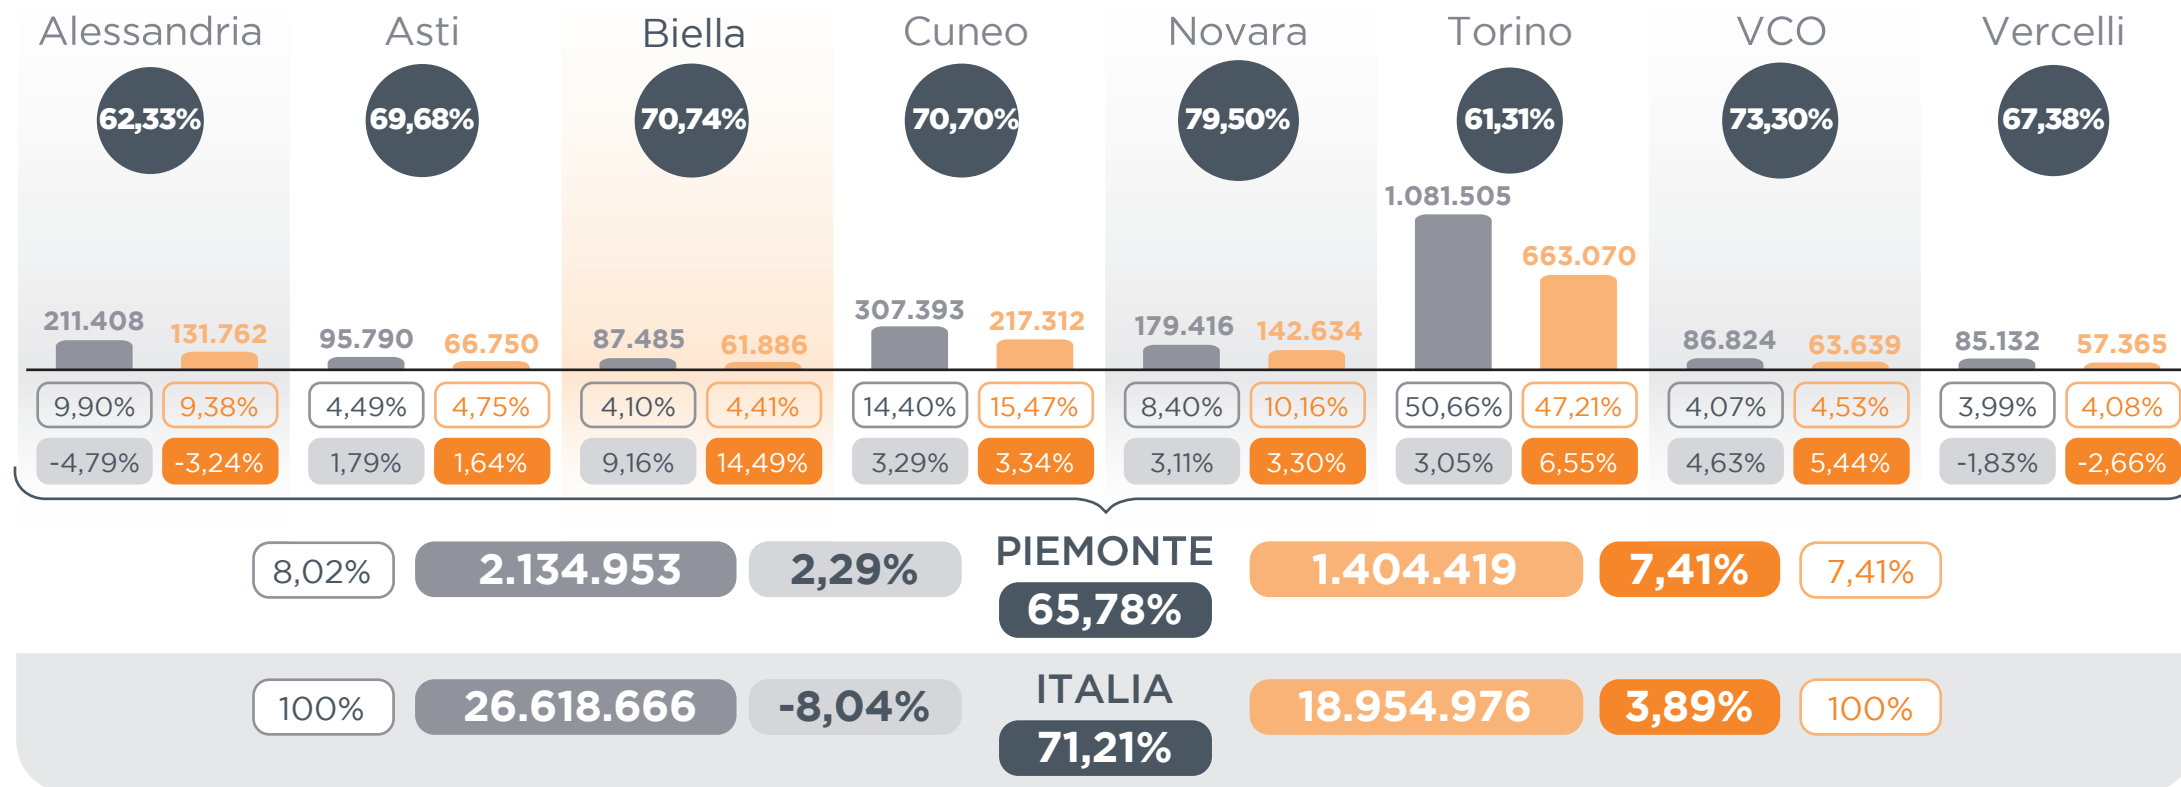 Alessandria Asti Biella Cuneo Novara Torino VCO Vercelli
62,33% 69,68% 70,74% 70,70% 79,50% 61,31% 73,30% 67,38%
211.408 131.762 95.790 66.750 87.485 61.886 307.393 217.312 179.416 142.634 1.081.505 663.070 86.824 63.639 85.132 57.365
9,90% 9,38% 4,49% 4,75% 4,10% 4,41% 14,40% 15,47% 8,40% 10,16% 50,66% 47,21% 4,07% 4,53% 3,99% 4,08%
-4,79% -3,24% 1,79% 1,64% 9,16% 14,49% 3,29% 3,34% 3,11% 3,30% 3,05% 6,55% 4,63% 5,44% -1,83% -2,66%
8,02% 2.134.953 2,29% PIEMONTE 1.404.419 7,41% 7,41%
65,78%
100% 26.618.666 -8,04% ITALIA 18.954.976 3,89% 100%
71,21%